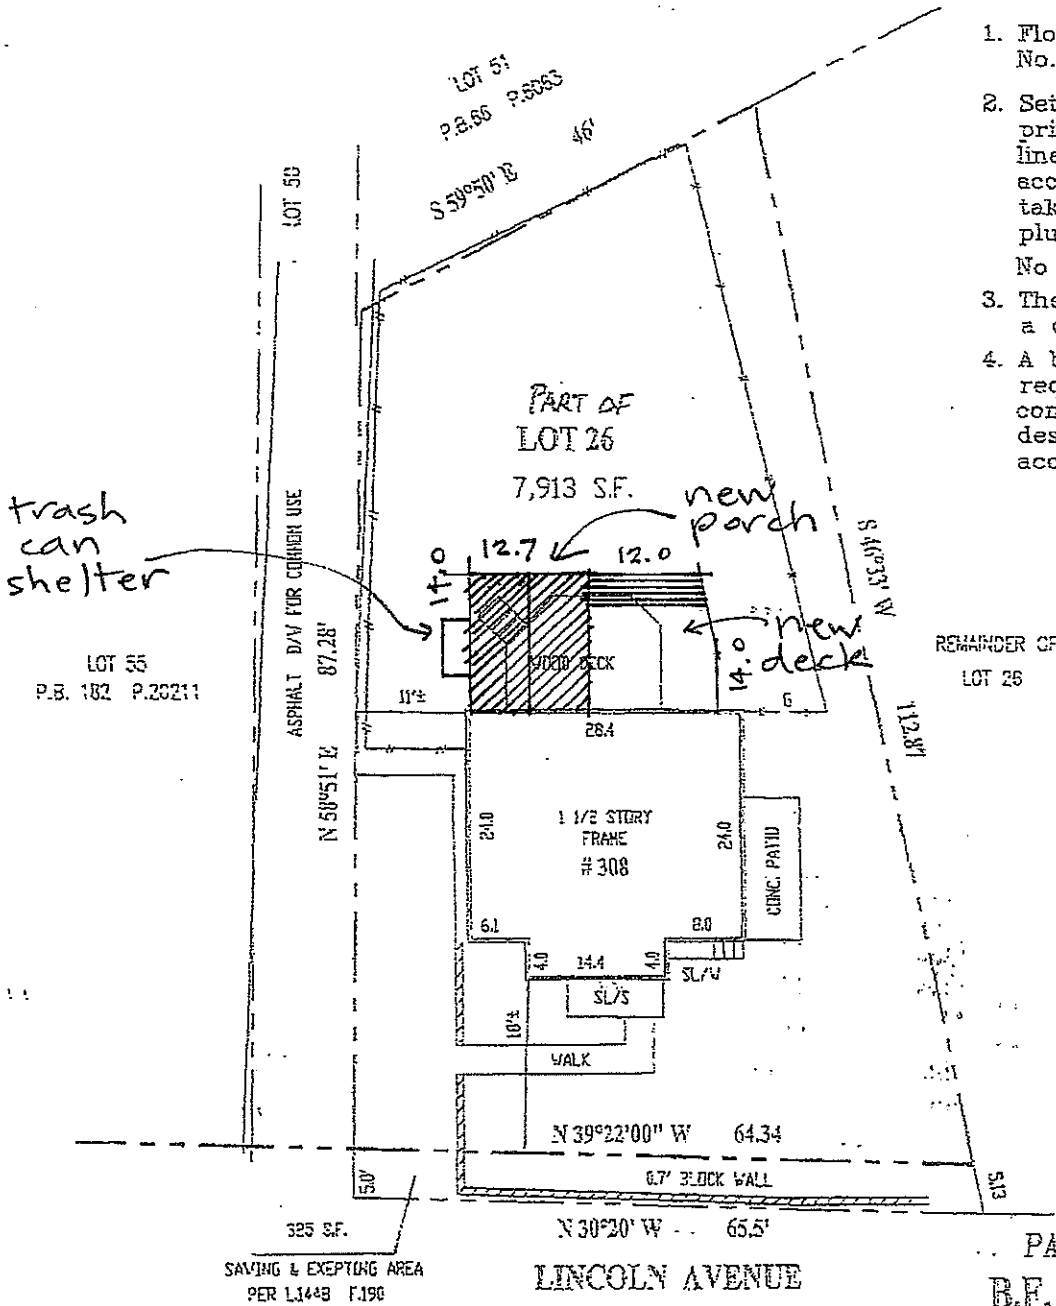 1. Flo
No.
2. Set
pri
line
acc
tak
plu
No
3. The
a
4. A b
rec
con
des
acc
LOT 51
P.B.66 P.6063
46'
S 59°50' E
LOT 50
PART OF
LOT 26
7,913 S.F.
new
porch
trash
can
shelter
14.0
12.7
12.0
new
deck
14.0
WOOD DECK
ASPHALT D/W FOR COMMON USE
LOT 55
P.B. 182 P.20211
N 58°51' E 87.28'
11'±
28.4
6
S 46°33' W
112.87
REMAINDER OF
LOT 26
24.0
1 1/2 STORY
FRAME
# 308
24.0
CONC. PATIO
6.1
8.0
4.0
14.4
4.0
SL/W
SL/S
18'±
WALK
N 39°22'00" W 64.34
0.7' BLOCK WALL
5.0'
5.13
325 S.F.
SAVING & EXEPTING AREA
PER L.1448 F.190
N 30°20' W 65.5'
LINCOLN AVENUE
PA
B.F.